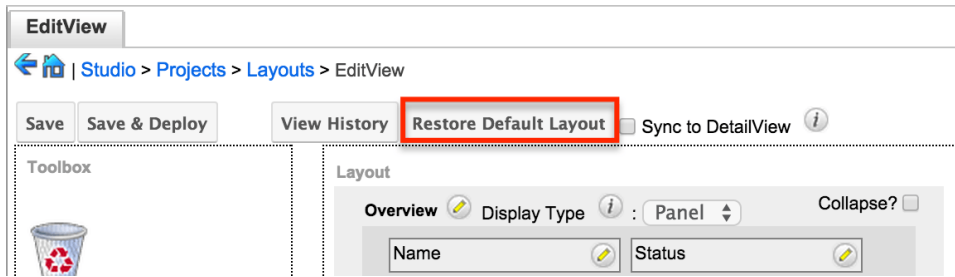 EditView
| Studio > Projects > Layouts > EditView
Save Save & Deploy View History Restore Default Layout Sync to DetailView i
Toolbox
Layout
Overview Display Type i : Panel Collapse?
Name Status